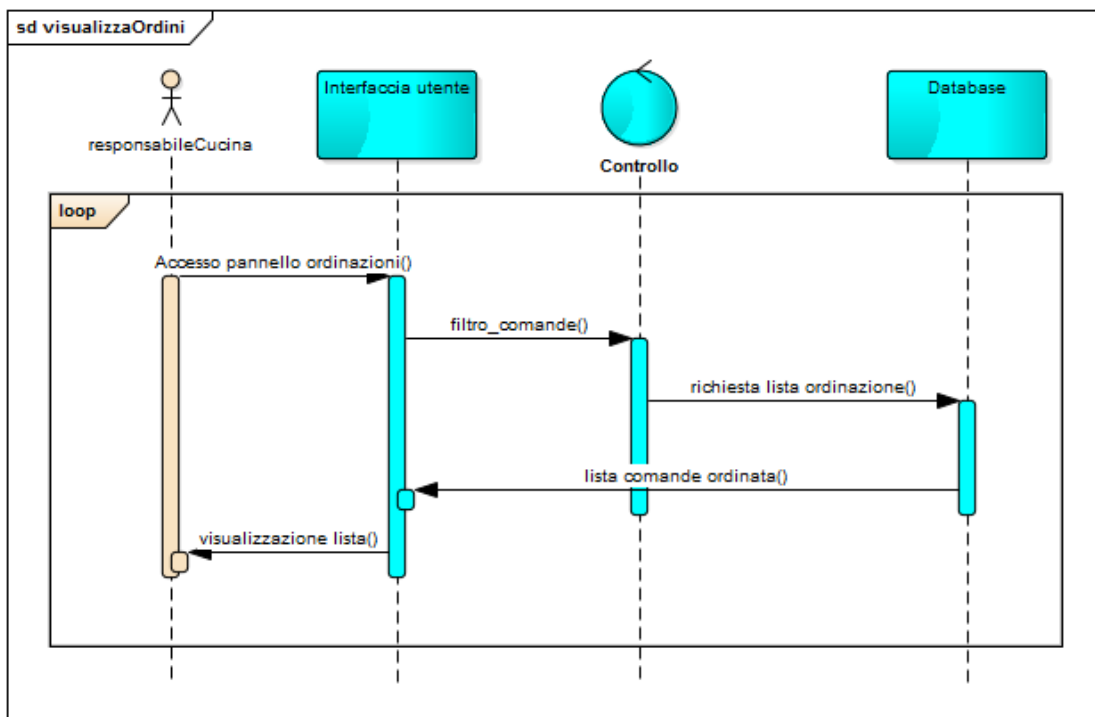 sd visualizzaOrdini
responsabileCucina
Interfaccia utente
Controllo
Database
loop
Accesso pannello ordinazioni()
filtro_comande()
richiesta lista ordinazione()
lista comande ordinata()
visualizzazione lista()